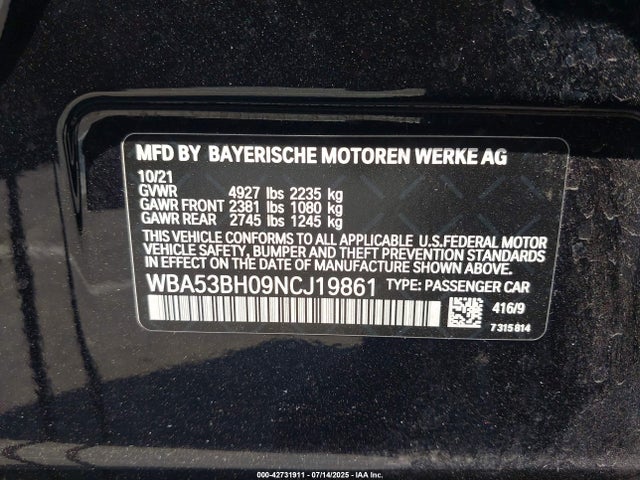 MFD BY BAYERISCHE MOTOREN WERKE AG
10/21
GVWR 4927 lbs 2235 kg
GAWR FRONT 2381 lbs 1080 kg
GAWR REAR 2745 lbs 1245 kg
THIS VEHICLE CONFORMS TO ALL APPLICABLE U.S.FEDERAL MOTOR
VEHICLE SAFETY, BUMPER, AND THEFT PREVENTION STANDARDS IN
EFFECT ON THE DATE OF MANUFACTURE SHOWN ABOVE.
WBA53BH09NCJ19861 TYPE: PASSENGER CAR
416/9
7 315 814
000-42731911 - 07/14/2025 - IAA Inc.